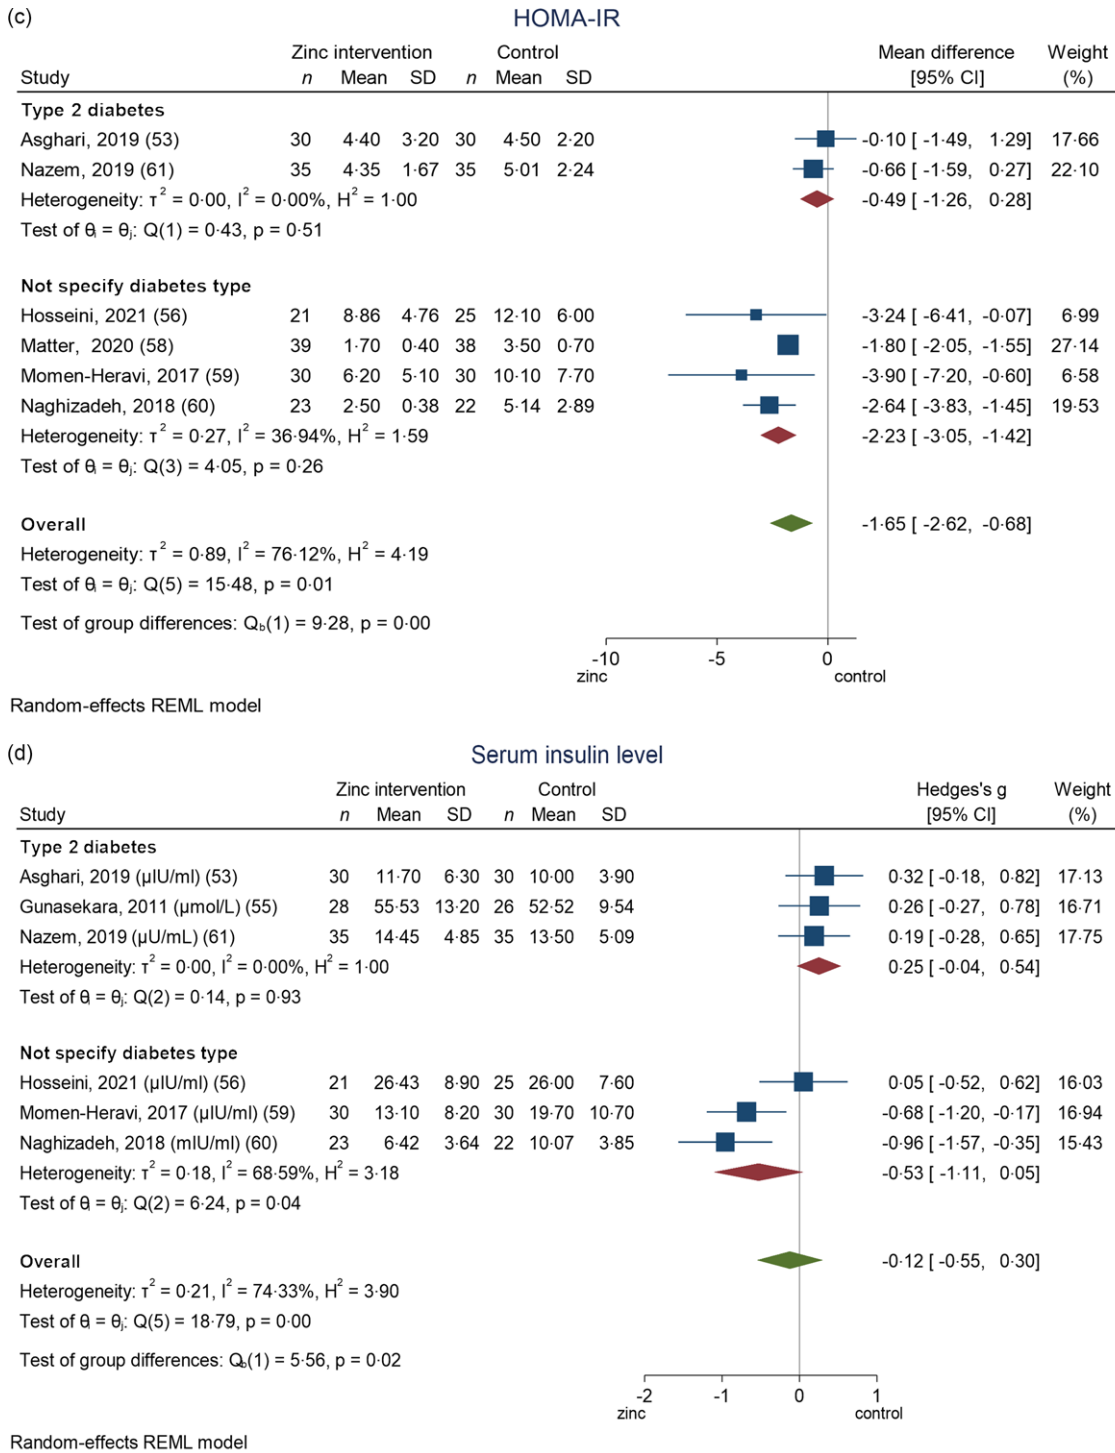 (c)
HOMA-IR
Zinc intervention Control Mean difference Weight
Study n Mean SD n Mean SD [95% CI] (%)
Type 2 diabetes
Asghari, 2019 (53) 30 4·40 3·20 30 4·50 2·20 -0·10 [ -1·49, 1·29] 17·66
Nazem, 2019 (61) 35 4·35 1·67 35 5·01 2·24 -0·66 [ -1·59, 0·27] 22·10
Heterogeneity: τ² = 0·00, I² = 0·00%, H² = 1·00 -0·49 [ -1·26, 0·28]
Test of θᵢ = θⱼ: Q(1) = 0·43, p = 0·51
Not specify diabetes type
Hosseini, 2021 (56) 21 8·86 4·76 25 12·10 6·00 -3·24 [ -6·41, -0·07] 6·99
Matter, 2020 (58) 39 1·70 0·40 38 3·50 0·70 -1·80 [ -2·05, -1·55] 27·14
Momen-Heravi, 2017 (59) 30 6·20 5·10 30 10·10 7·70 -3·90 [ -7·20, -0·60] 6·58
Naghizadeh, 2018 (60) 23 2·50 0·38 22 5·14 2·89 -2·64 [ -3·83, -1·45] 19·53
Heterogeneity: τ² = 0·27, I² = 36·94%, H² = 1·59 -2·23 [ -3·05, -1·42]
Test of θᵢ = θⱼ: Q(3) = 4·05, p = 0·26
Overall -1·65 [ -2·62, -0·68]
Heterogeneity: τ² = 0·89, I² = 76·12%, H² = 4·19
Test of θᵢ = θⱼ: Q(5) = 15·48, p = 0·01
Test of group differences: Q_b(1) = 9·28, p = 0·00
-10 -5 0
zinc control
Random-effects REML model
(d)
Serum insulin level
Zinc intervention Control Hedges's g Weight
Study n Mean SD n Mean SD [95% CI] (%)
Type 2 diabetes
Asghari, 2019 (µIU/ml) (53) 30 11·70 6·30 30 10·00 3·90 0·32 [ -0·18, 0·82] 17·13
Gunasekara, 2011 (µmol/L) (55) 28 55·53 13·20 26 52·52 9·54 0·26 [ -0·27, 0·78] 16·71
Nazem, 2019 (µU/mL) (61) 35 14·45 4·85 35 13·50 5·09 0·19 [ -0·28, 0·65] 17·75
Heterogeneity: τ² = 0·00, I² = 0·00%, H² = 1·00 0·25 [ -0·04, 0·54]
Test of θᵢ = θⱼ: Q(2) = 0·14, p = 0·93
Not specify diabetes type
Hosseini, 2021 (µIU/ml) (56) 21 26·43 8·90 25 26·00 7·60 0·05 [ -0·52, 0·62] 16·03
Momen-Heravi, 2017 (µIU/ml) (59) 30 13·10 8·20 30 19·70 10·70 -0·68 [ -1·20, -0·17] 16·94
Naghizadeh, 2018 (mIU/ml) (60) 23 6·42 3·64 22 10·07 3·85 -0·96 [ -1·57, -0·35] 15·43
Heterogeneity: τ² = 0·18, I² = 68·59%, H² = 3·18 -0·53 [ -1·11, 0·05]
Test of θᵢ = θⱼ: Q(2) = 6·24, p = 0·04
Overall -0·12 [ -0·55, 0·30]
Heterogeneity: τ² = 0·21, I² = 74·33%, H² = 3·90
Test of θᵢ = θⱼ: Q(5) = 18·79, p = 0·00
Test of group differences: Q_b(1) = 5·56, p = 0·02
-2 -1 0 1
zinc control
Random-effects REML model